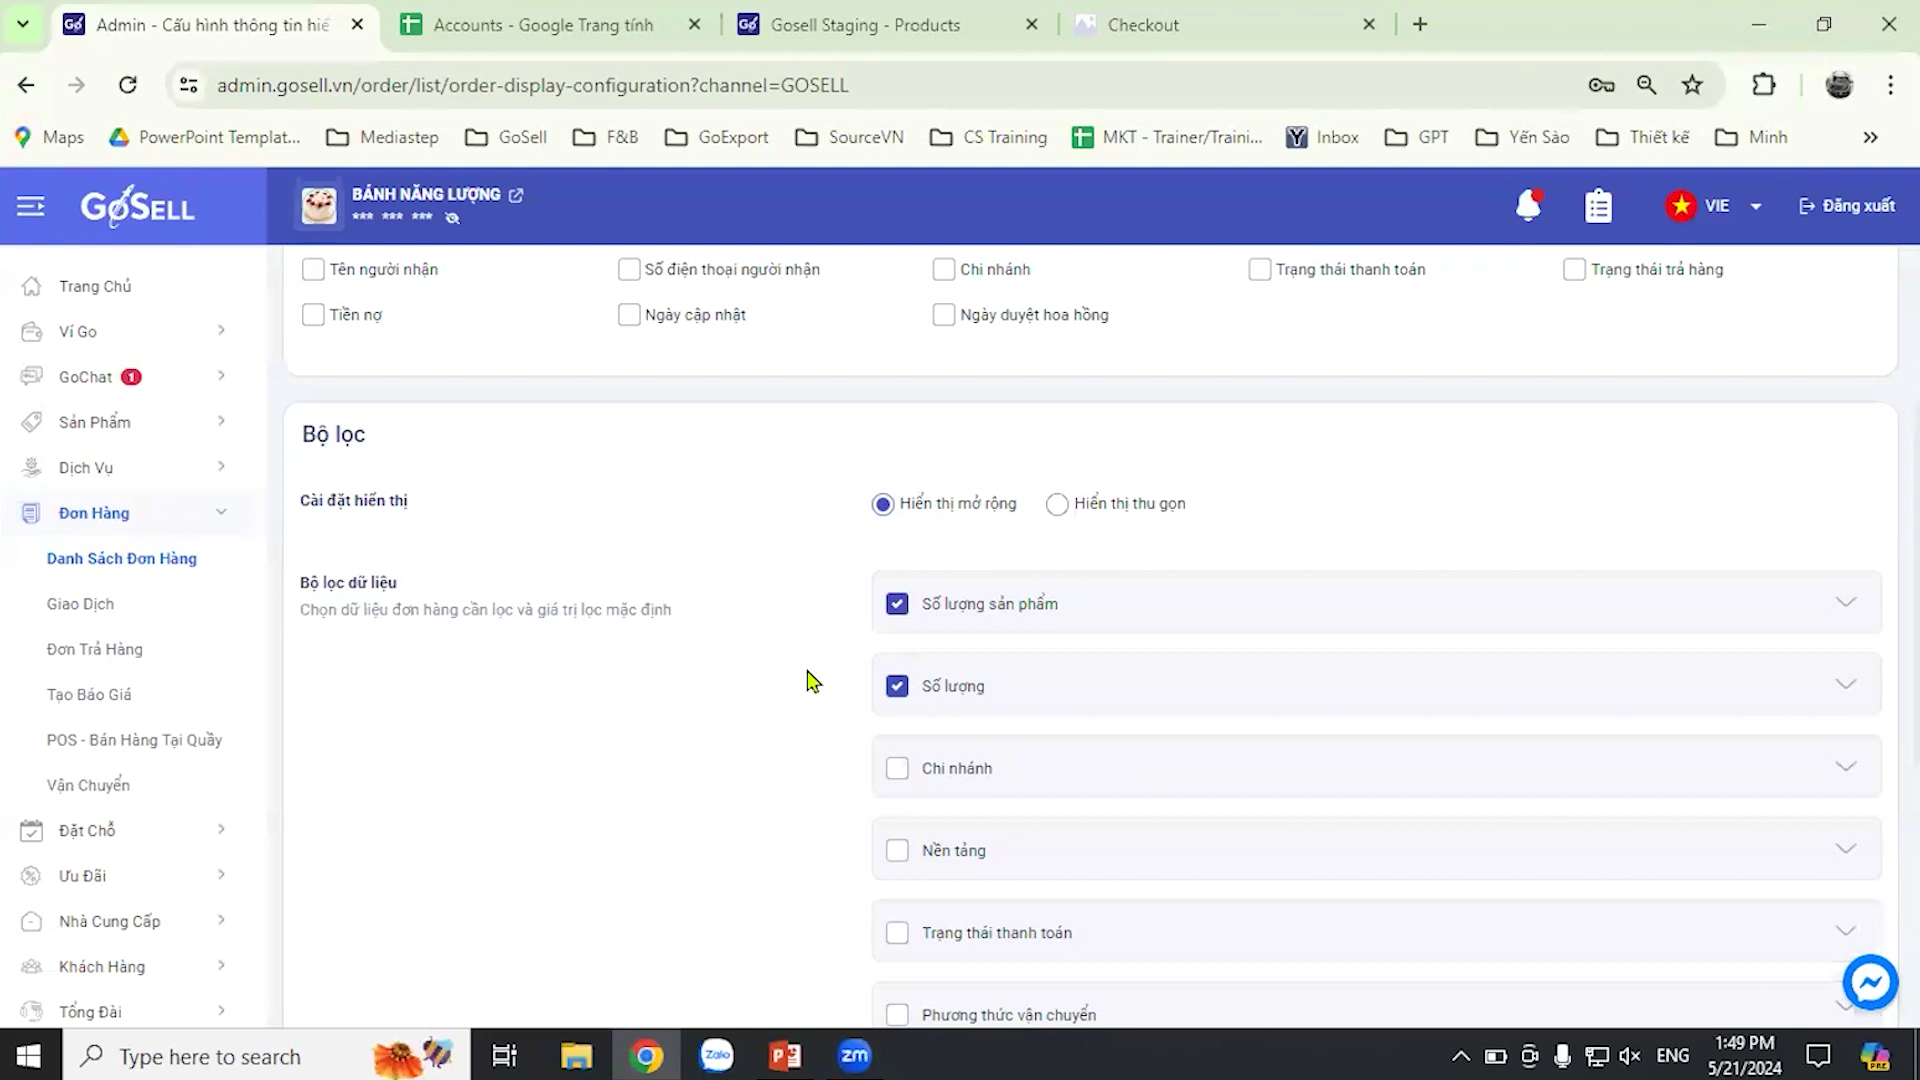 Admin - Cấu hình thông tin hiể
Accounts - Google Trang tính
Gosell Staging - Products
Checkout
admin.gosell.vn/order/list/order-display-configuration?channel=GOSELL
Maps
PowerPoint Templat...
Mediastep
GoSell
F&B
GoExport
SourceVN
CS Training
MKT - Trainer/Traini...
Inbox
GPT
Yến Sào
Thiết kế
Minh
GOSELL
BÁNH NĂNG LƯỢNG
*** *** ***
VIE
Đăng xuất
Trang Chủ
Ví Go
GoChat 1
Sản Phẩm
Dịch Vụ
Đơn Hàng
Danh Sách Đơn Hàng
Giao Dịch
Đơn Trả Hàng
Tạo Báo Giá
POS - Bán Hàng Tại Quầy
Vận Chuyển
Đặt Chỗ
Ưu Đãi
Nhà Cung Cấp
Khách Hàng
Tổng Đài
Tên người nhận
Số điện thoại người nhận
Chi nhánh
Trạng thái thanh toán
Trạng thái trả hàng
Tiền nợ
Ngày cập nhật
Ngày duyệt hoa hồng
Bộ lọc
Cài đặt hiển thị
Hiển thị mở rộng
Hiển thị thu gọn
Bộ lọc dữ liệu
Chọn dữ liệu đơn hàng cần lọc và giá trị lọc mặc định
Số lượng sản phẩm
Số lượng
Chi nhánh
Nền tảng
Trạng thái thanh toán
Phương thức vận chuyển
Type here to search
Zalo
zm
ENG
1:49 PM
5/21/2024
PRE